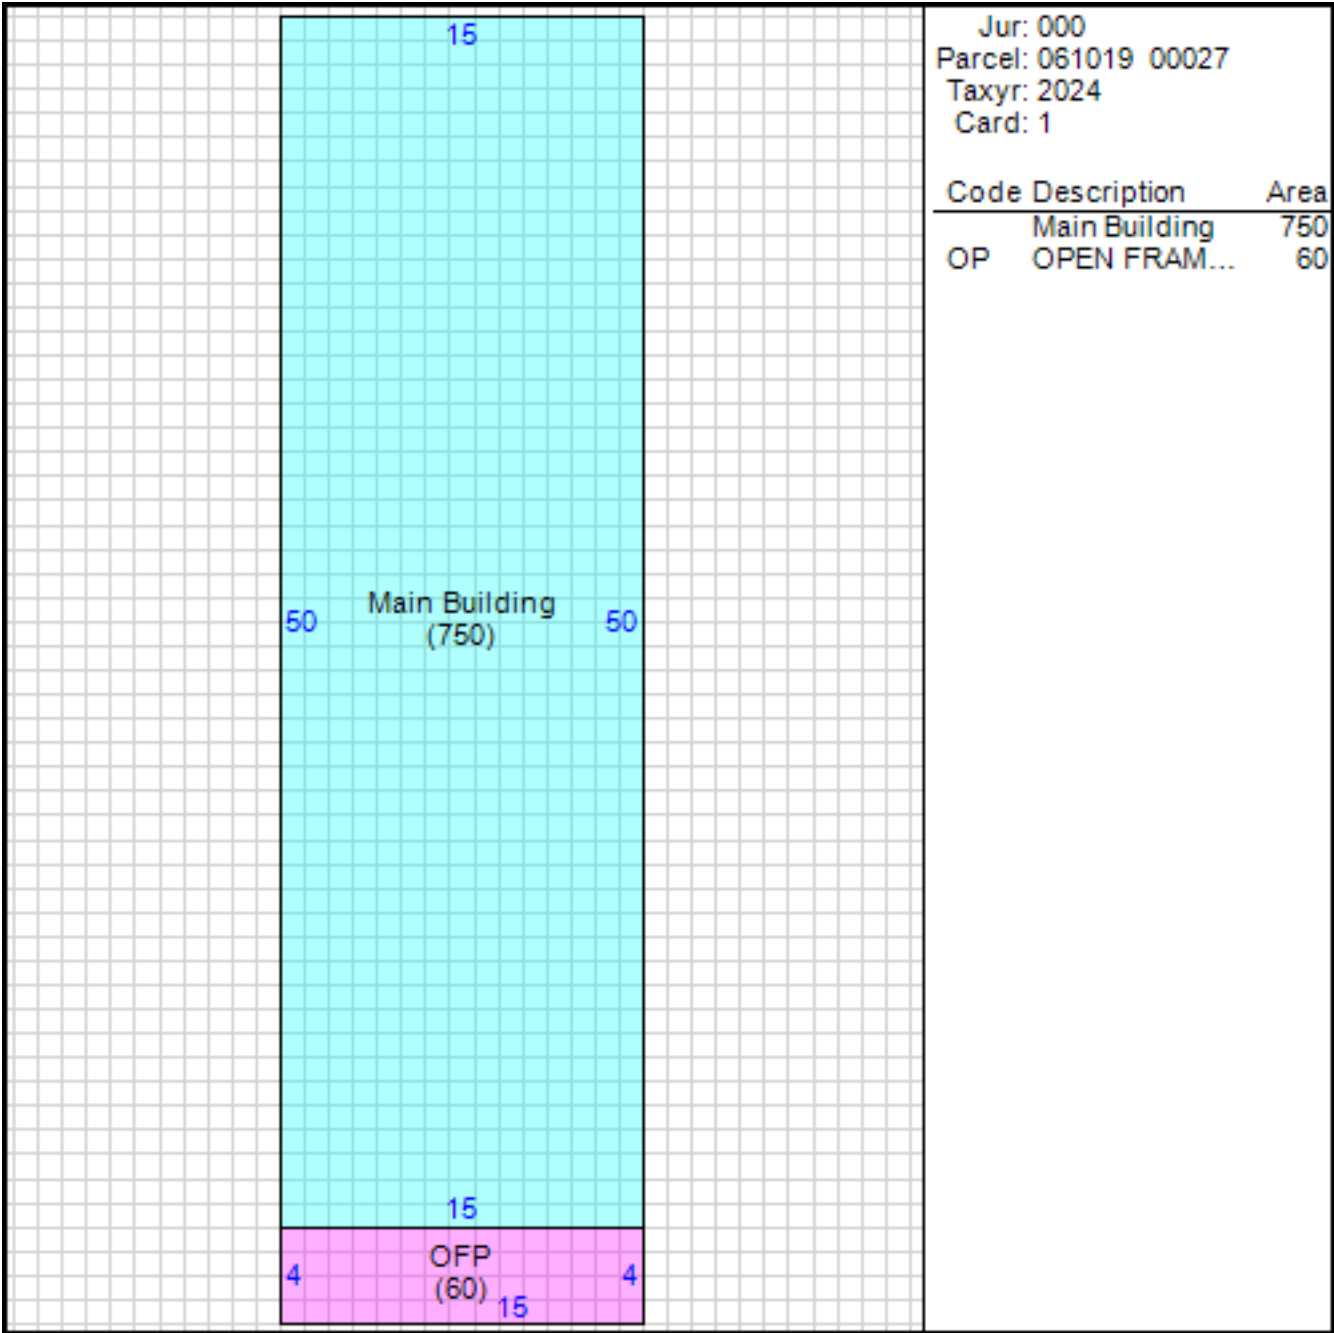 15
50
Main Building
(750)
50
15
OFP
(60)
4
4
15
Jur: 000
Parcel: 061019 00027
Taxyr: 2024
Card: 1
Code Description Area
Main Building 750
OP OPEN FRAM... 60